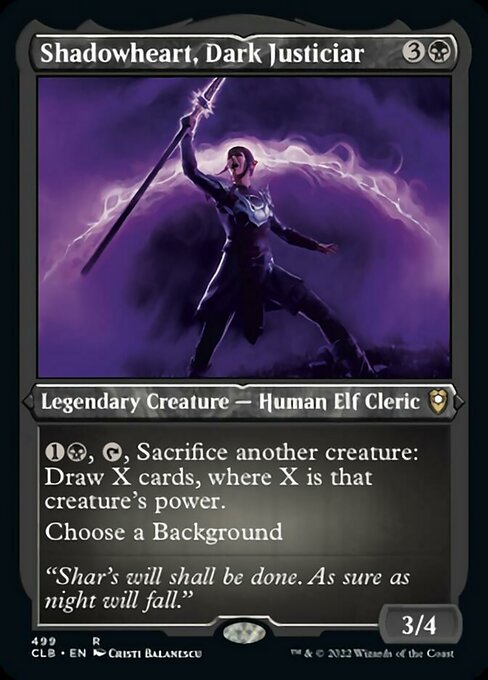 Shadowheart, Dark Justiciar 3
Legendary Creature — Human Elf Cleric
1, Sacrifice another creature:
Draw X cards, where X is that
creature's power.
Choose a Background
“Shar's will shall be done. As sure as
night will fall.”
3/4
499 R
CLB • EN Cristi Balanescu
™ & © 2022 Wizards of the Coast